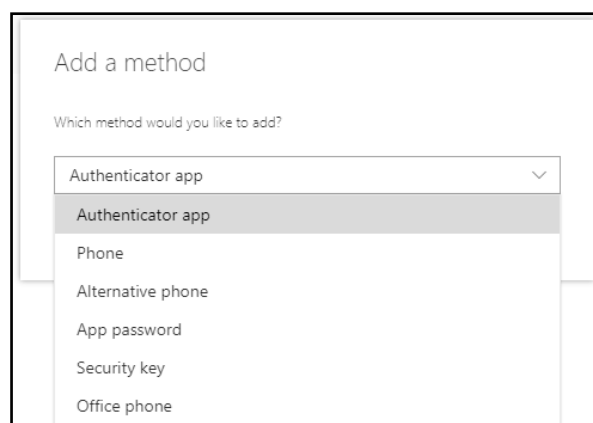 Add a method
Which method would you like to add?
Authenticator app
Authenticator app
Phone
Alternative phone
App password
Security key
Office phone